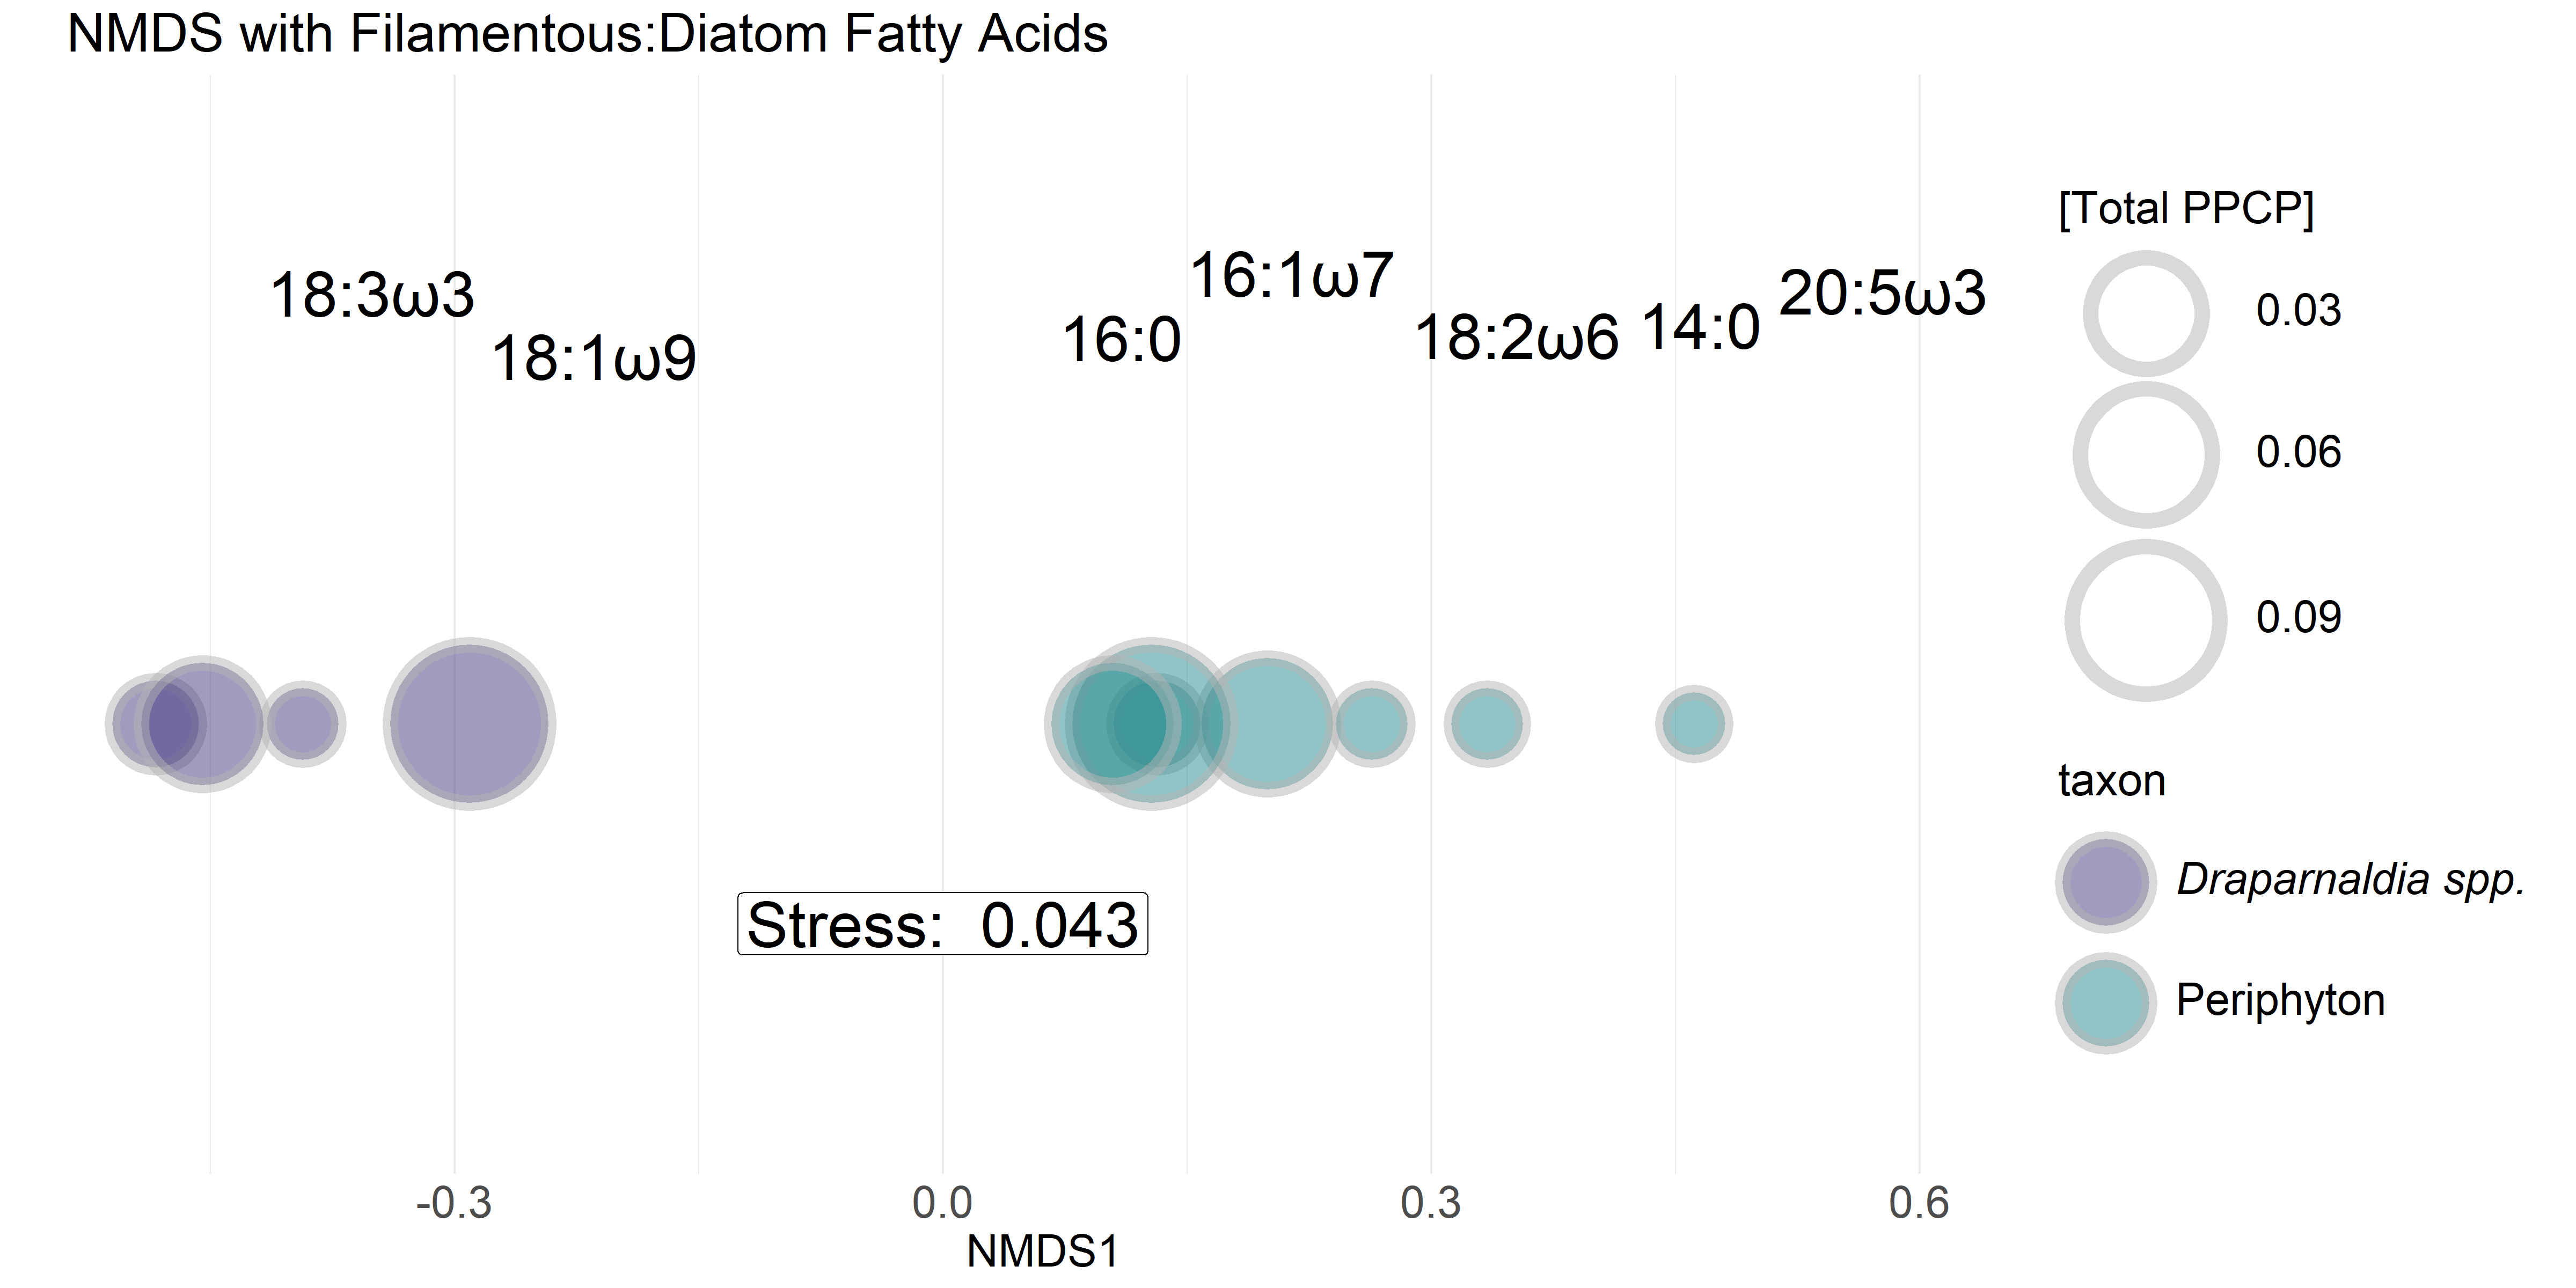 NMDS with Filamentous:Diatom Fatty Acids
18:3ω3
18:1ω9
16:0
16:1ω7
18:2ω6
14:0
20:5ω3
Stress:  0.043
-0.3
0.0
0.3
0.6
NMDS1
[Total PPCP]
0.03
0.06
0.09
taxon
Draparnaldia spp.
Periphyton